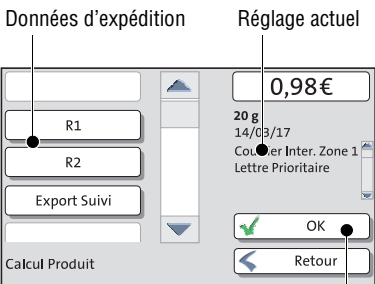 Données d'expédition
Réglage actuel
0,98€
20 g
R1
14/03/17
Courrier Inter. Zone 1
R2
Lettre Prioritaire
Export Suivi
OK
Calcul Produit
Retour